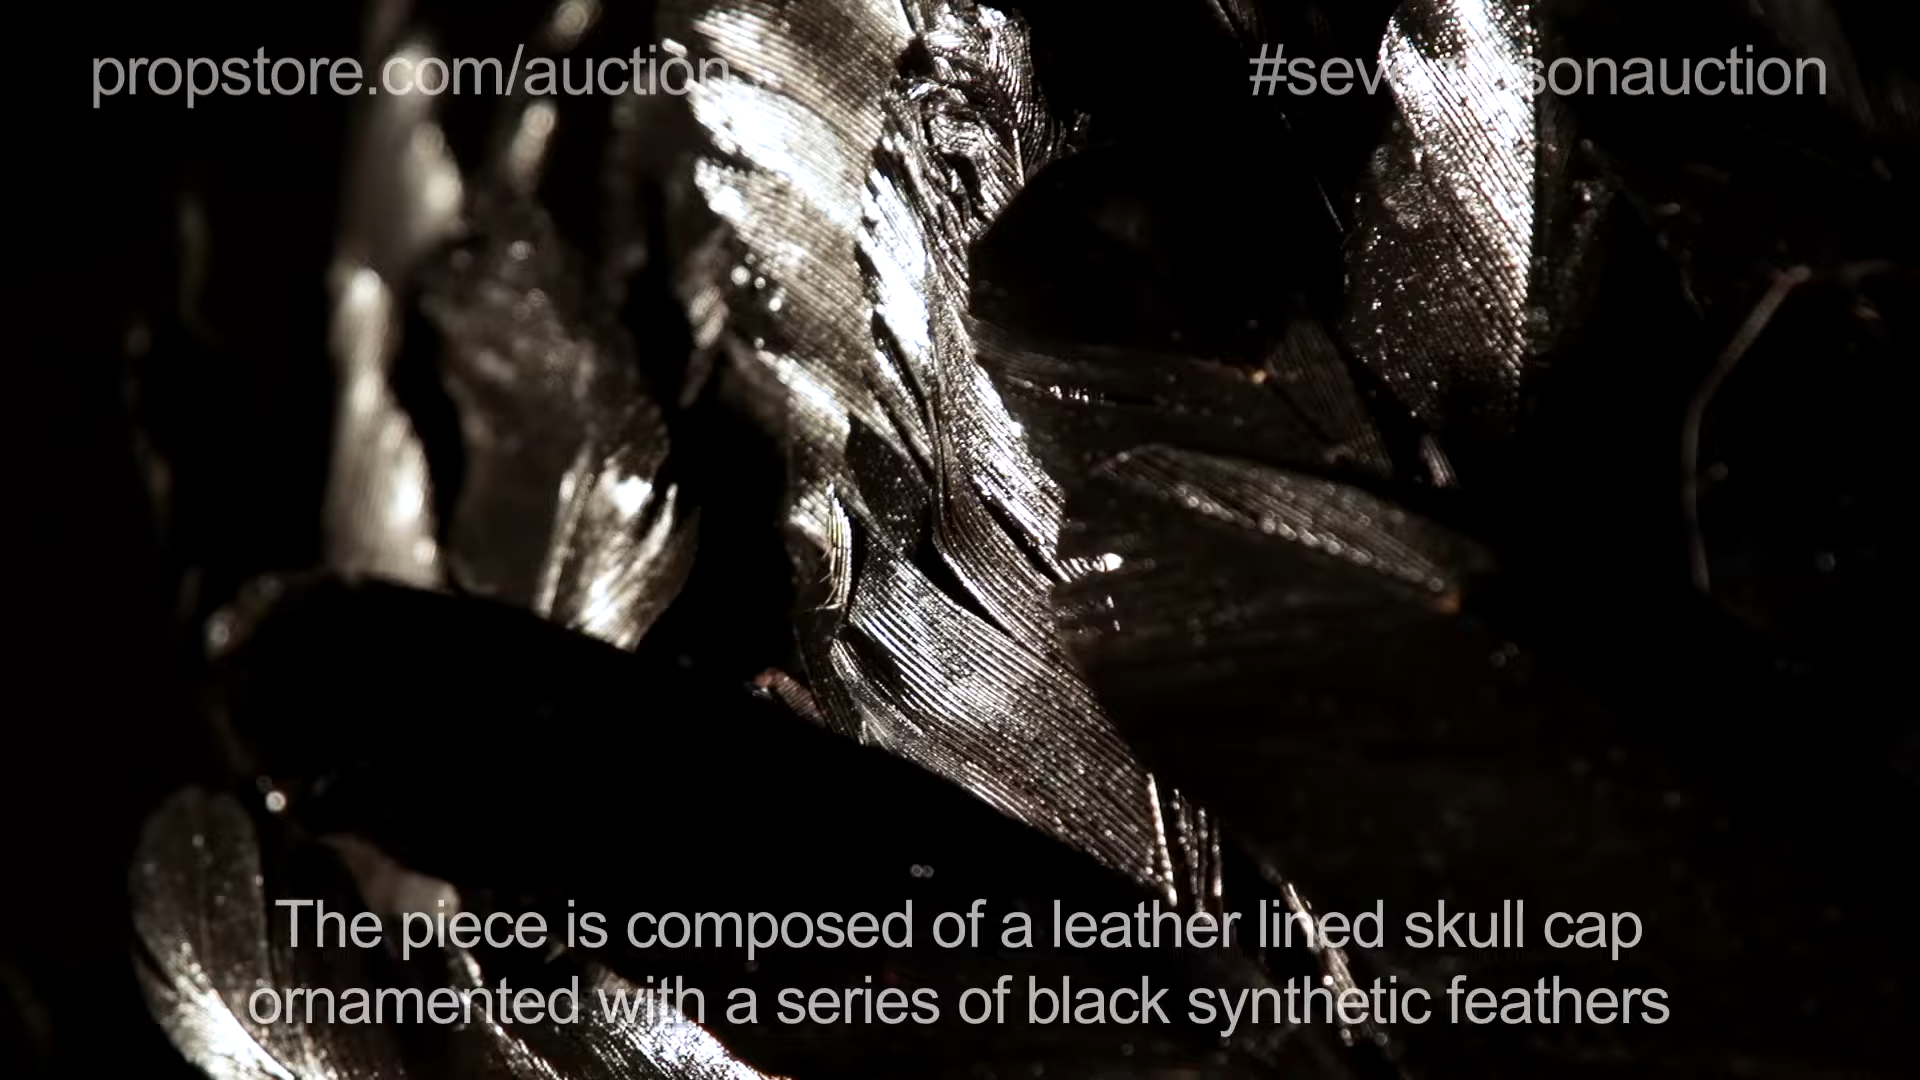 propstore.com/auction
#seventhsonauction
The piece is composed of a leather lined skull cap
ornamented with a series of black synthetic feathers